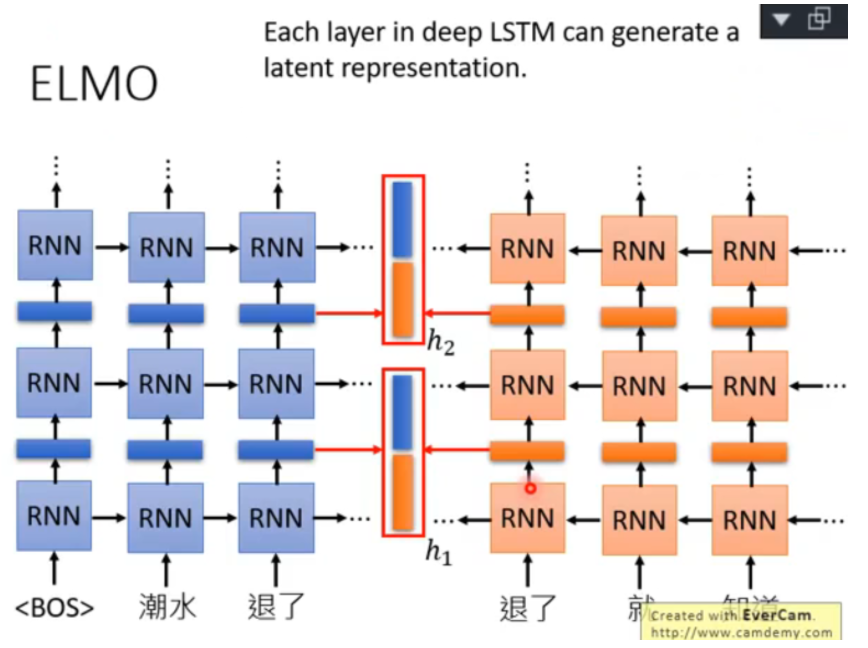 Each layer in deep LSTM can generate a
latent representation.
ELMO
RNN RNN RNN ... ... RNN RNN RNN ...
h2
RNN RNN RNN ... ... RNN RNN RNN ...
h1
RNN RNN RNN ... ... RNN RNN RNN ...
<BOS> 潮水 退了 退了 就 知道
Created with EverCam.
http://www.camdemy.com